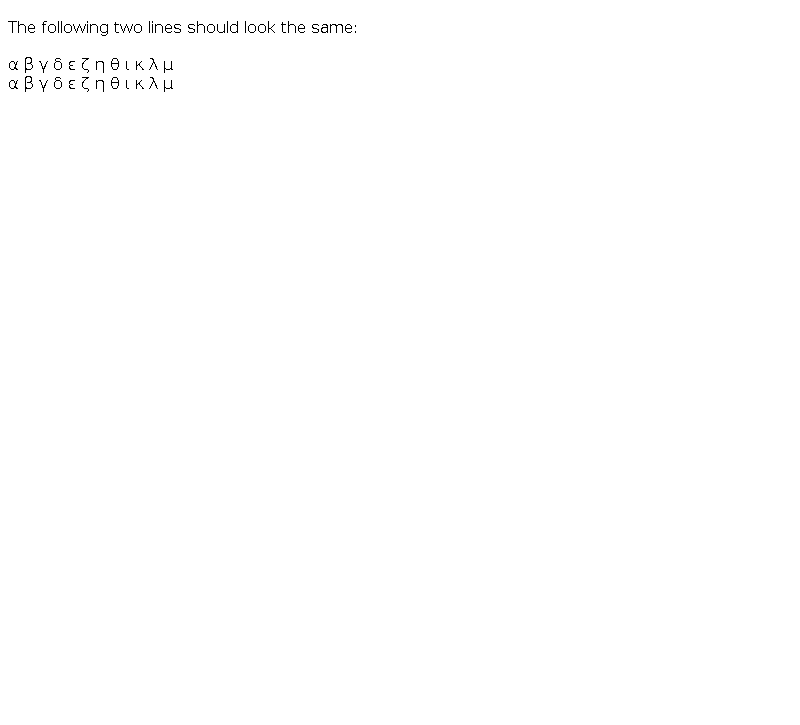 The following two lines should look the same:
α β γ δ ε ζ η θ ι κ λ μ
α β γ δ ε ζ η θ ι κ λ μ